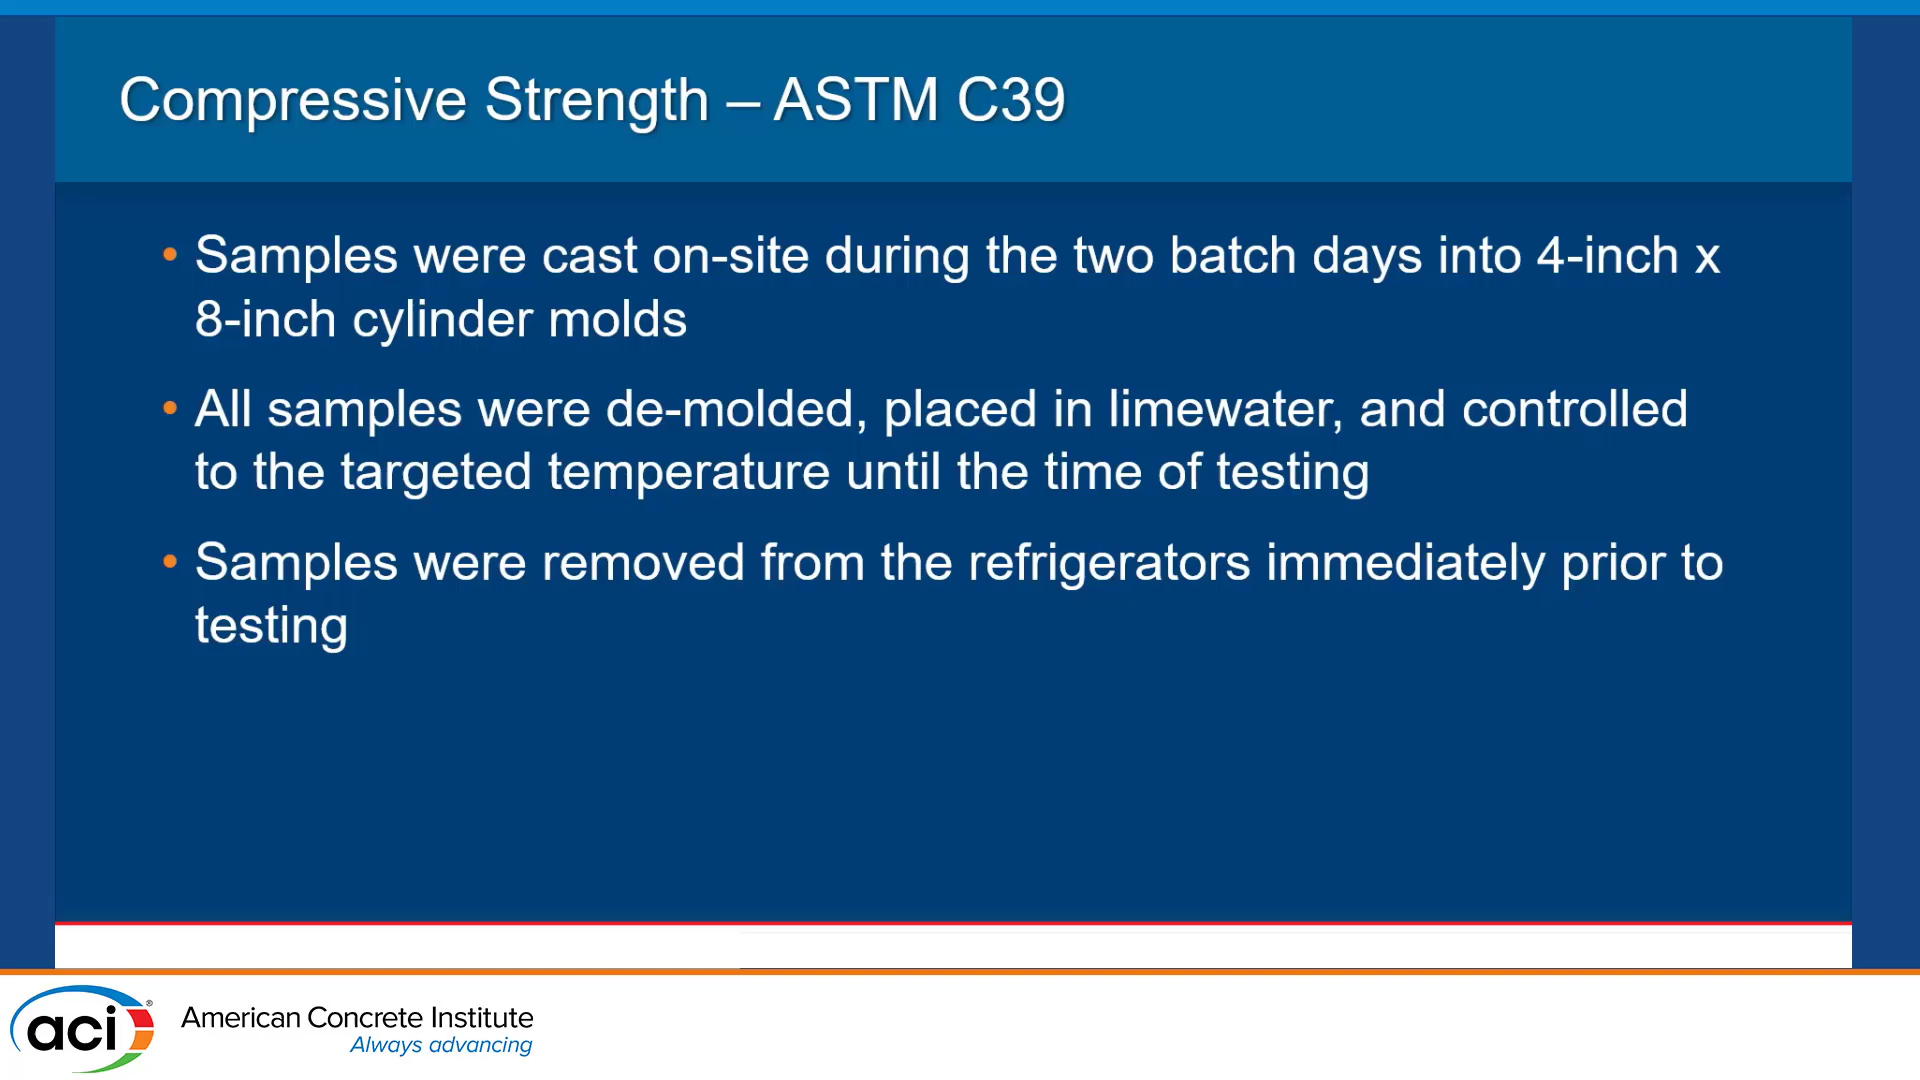 Compressive Strength – ASTM C39
• Samples were cast on-site during the two batch days into 4-inch x
8-inch cylinder molds
• All samples were de-molded, placed in limewater, and controlled
to the targeted temperature until the time of testing
• Samples were removed from the refrigerators immediately prior to
testing
aci®
American Concrete Institute
Always advancing